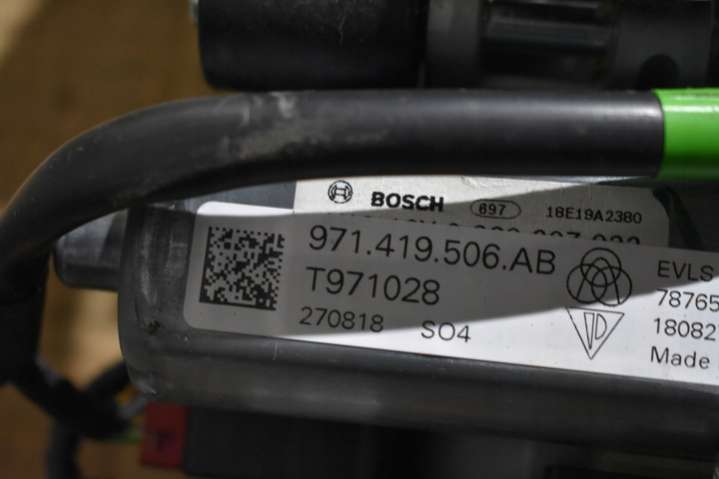 BOSCH 697 18E19A2380
971.419.506.AB
T971028
270818 SO4
EVLS
78765
18082
Made